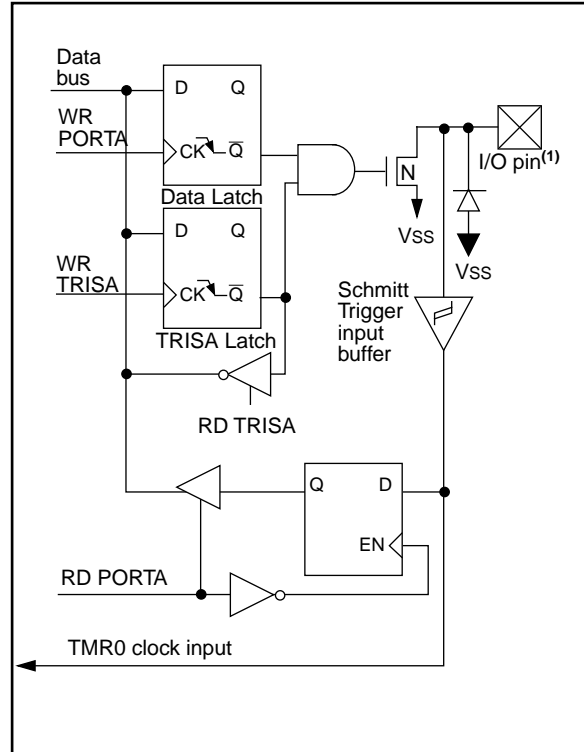 Data
bus
D Q
WR
PORTA
CK Q
Data Latch
N
I/O pin(1)
VSS
VSS
D Q
WR
TRISA
CK Q
TRISA Latch
Schmitt
Trigger
input
buffer
RD TRISA
Q D
EN
RD PORTA
TMR0 clock input